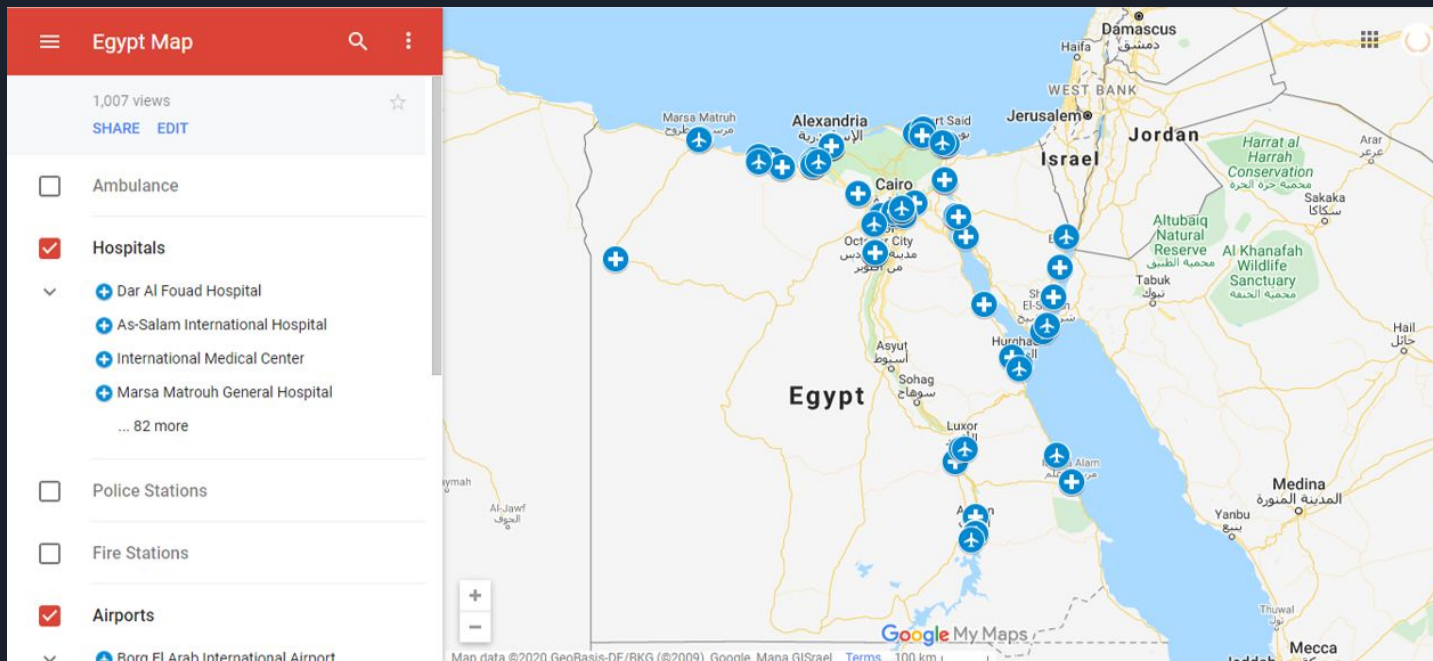 Egypt Map
1,007 views
SHARE EDIT
Ambulance
Hospitals
Dar Al Fouad Hospital
As-Salam International Hospital
International Medical Center
Marsa Matrouh General Hospital
... 82 more
Police Stations
Fire Stations
Airports
Borg El Arab International Airport
Damascus
دمشق
Haifa
WEST BANK
Marsa Matruh
Alexandria
rt Said
Jerusalem
Jordan
Israel
Harrat al
Harrah
Conservation
محمية حرة الحرة
Arar
عرعر
Cairo
Sakaka
سكاكا
Altubaiq
Natural
Reserve
محمية الطبيق
Al Khanafah
Wildlife
Sanctuary
محمية الخنفة
Tabuk
تبوك
Hail
حائل
Asyut
أسيوط
Sohag
سوهاج
Egypt
Luxor
Medina
المدينة المنورة
Yanbu
ينبع
Al-Jawf
الجوف
Thuwal
Mecca
Google My Maps
Map data ©2020 GeoBasis-DE/BKG (©2009), Google, Mapa GISrael Terms 100 km